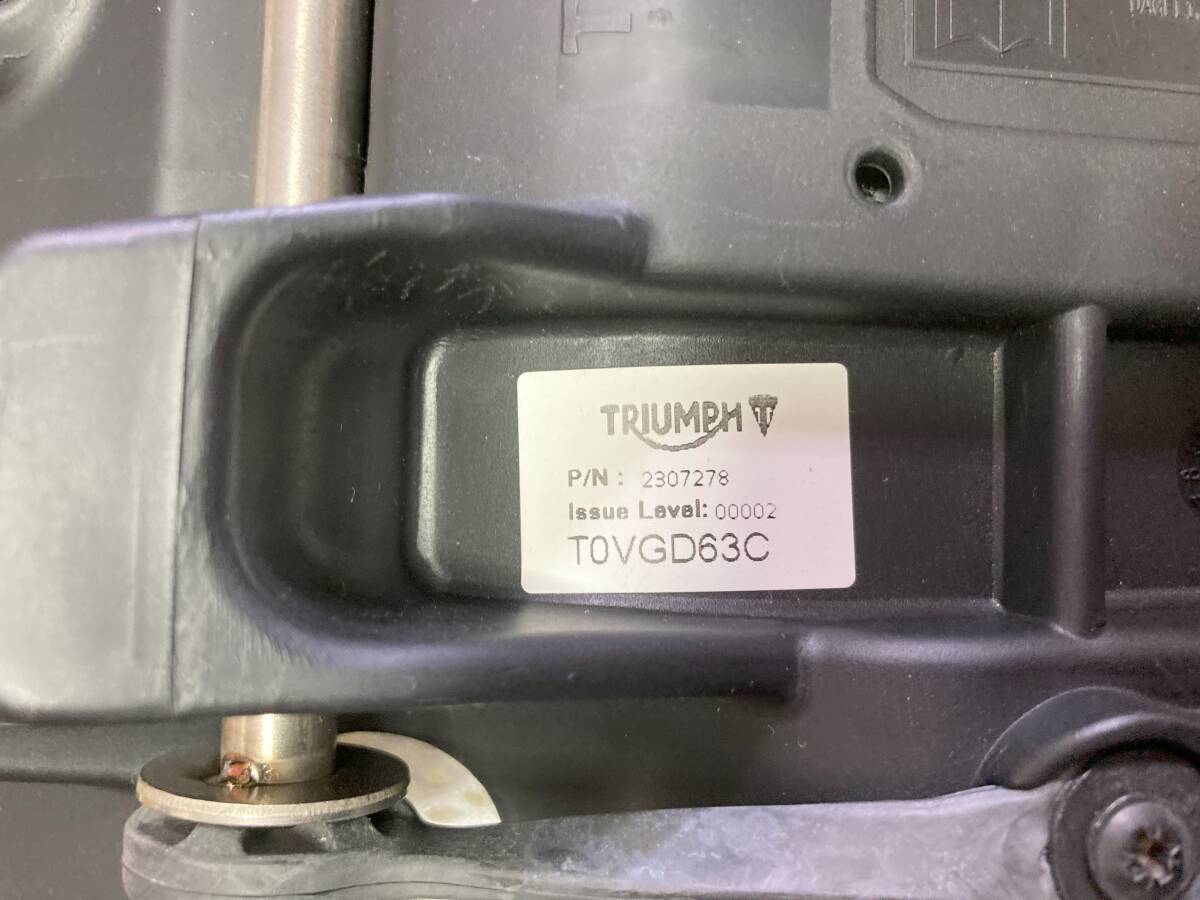 T
TRIUMPH
P/N : 2307278
Issue Level: 00002
T0VGD63C